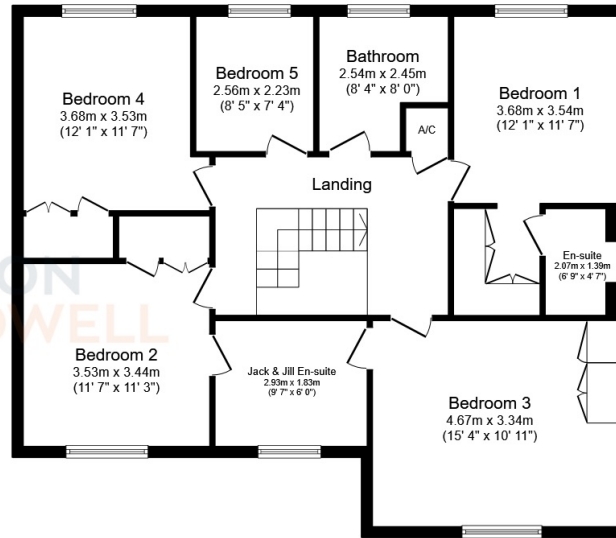 Bedroom 4
3.68m x 3.53m
(12' 1" x 11' 7")
Bedroom 5
2.56m x 2.23m
(8' 5" x 7' 4")
Bathroom
2.54m x 2.45m
(8' 4" x 8' 0")
A/C
Bedroom 1
3.68m x 3.54m
(12' 1" x 11' 7")
Landing
En-suite
2.07m x 1.39m
(6' 9" x 4' 7")
ON
OWELL
Bedroom 2
3.53m x 3.44m
(11' 7" x 11' 3")
Jack & Jill En-suite
2.93m x 1.83m
(9' 7" x 6' 0")
Bedroom 3
4.67m x 3.34m
(15' 4" x 10' 11")